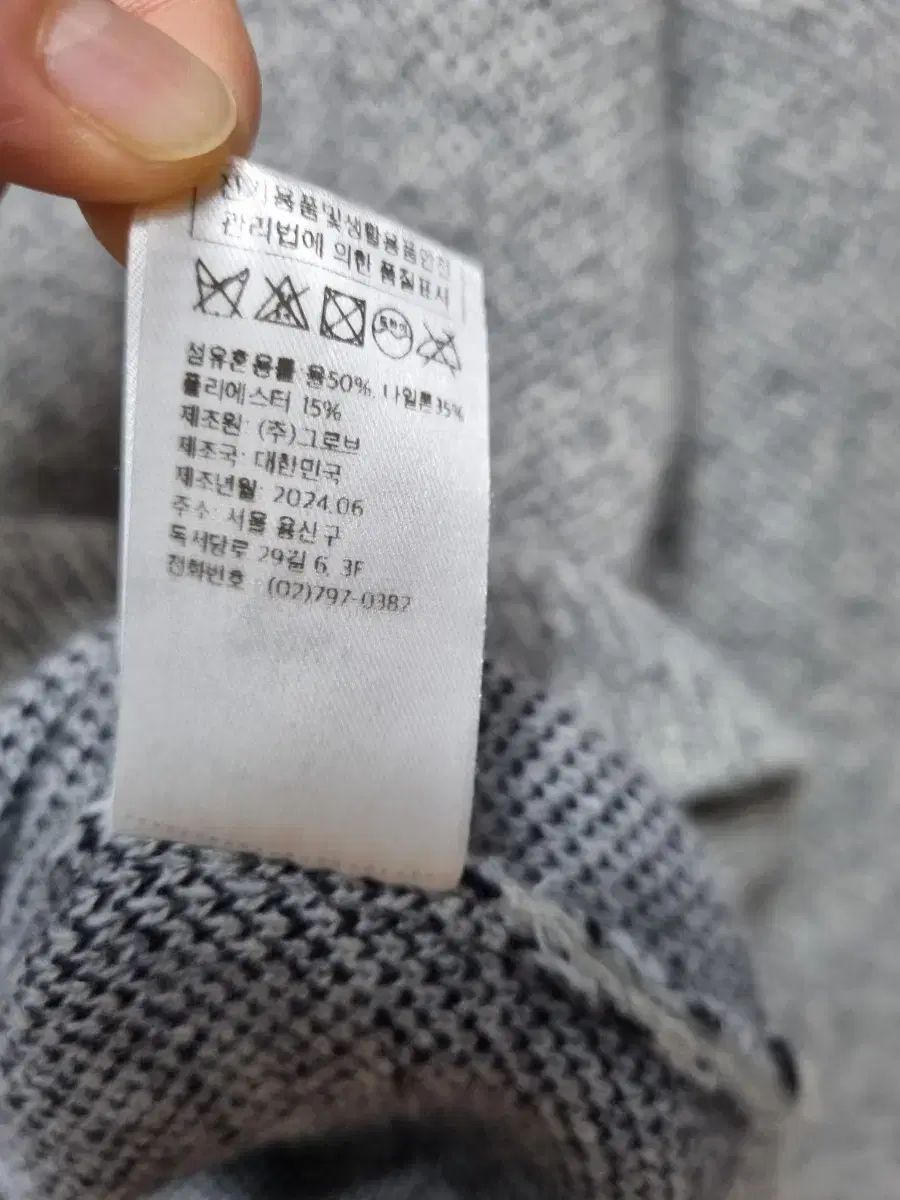 전기용품및생활용품안전
관리법에 의한 품질표시
섬유혼용률: 울50%, 나일론35%
폴리에스터 15%
제조원: (주)그로브
제조국: 대한민국
제조년월: 2024.06
주소: 서울 용산구
독서당로 29길 6, 3F
전화번호 (02)797-0382